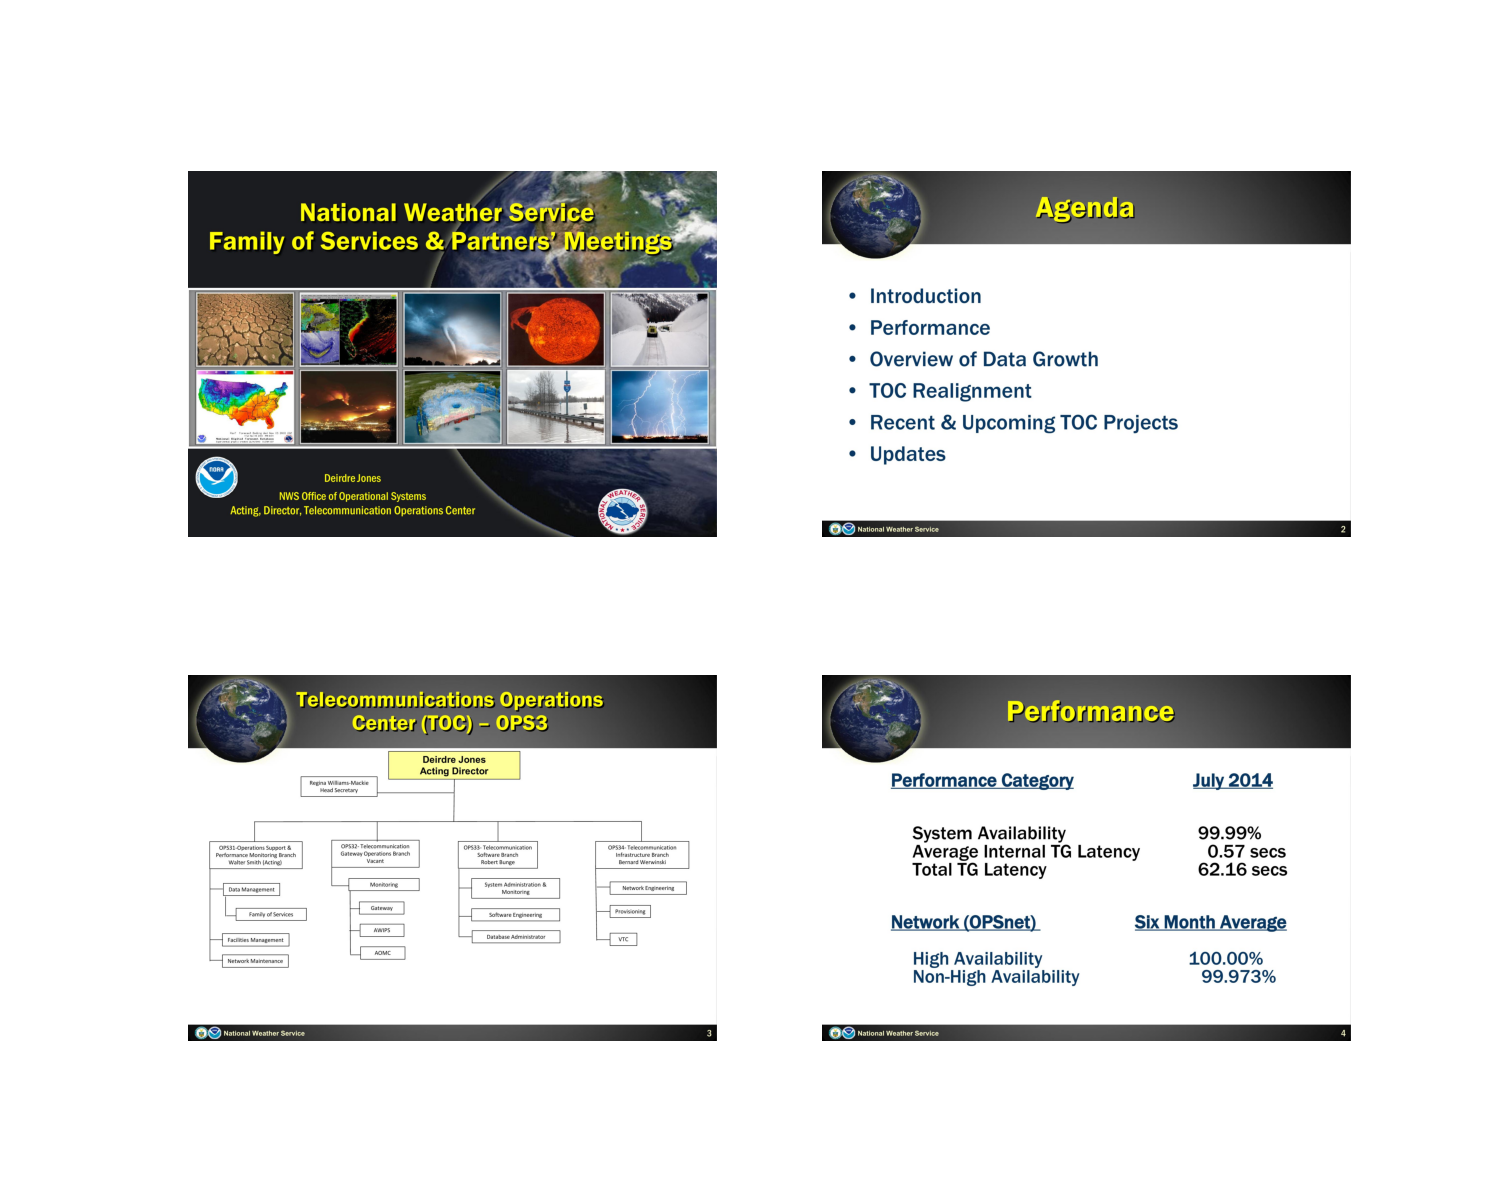 National Weather Service
Family of Services & Partners' Meetings
NOAA
Deirdre Jones
NWS Office of Operational Systems
Acting, Director, Telecommunication Operations Center
NATIONAL WEATHER SERVICE
Agenda
• Introduction
• Performance
• Overview of Data Growth
• TOC Realignment
• Recent & Upcoming TOC Projects
• Updates
National Weather Service
2
Telecommunications Operations
Center (TOC) – OPS3
Deirdre Jones
Acting Director
Regina Williams-Mackie
Head Secretary
OPS31-Operations Support &
Performance Monitoring Branch
Walter Smith (Acting)
Data Management
Family of Services
Facilities Management
Network Maintenance
OPS32- Telecommunication
Gateway Operations Branch
Vacant
Monitoring
Gateway
AWIPS
AOMC
OPS33- Telecommunication
Software Branch
Robert Bunge
System Administration &
Monitoring
Software Engineering
Database Administrator
OPS34- Telecommunication
Infrastructure Branch
Bernard Werwinski
Network Engineering
Provisioning
VTC
National Weather Service
3
Performance
Performance Category July 2014
System Availability 99.99%
Average Internal TG Latency 0.57 secs
Total TG Latency 62.16 secs
Network (OPSnet) Six Month Average
High Availability 100.00%
Non-High Availability 99.973%
National Weather Service
4